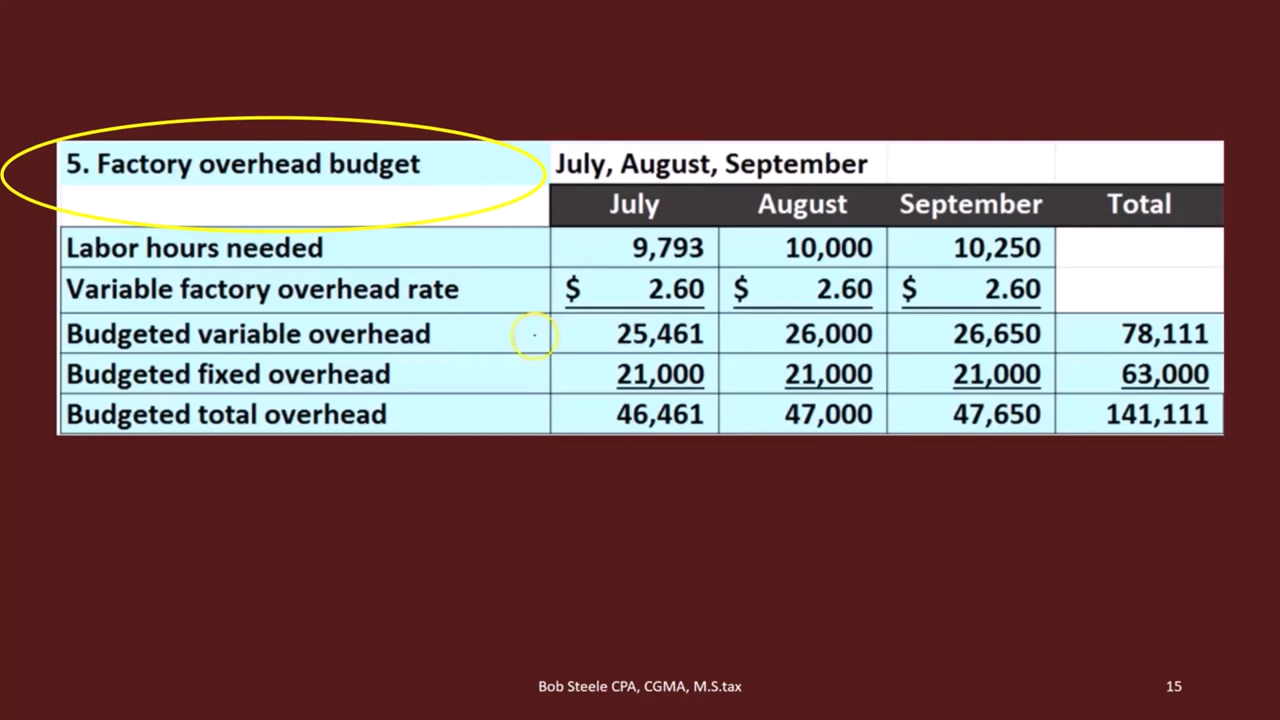 5. Factory overhead budget July, August, September
July August September Total
Labor hours needed 9,793 10,000 10,250
Variable factory overhead rate $ 2.60 $ 2.60 $ 2.60
Budgeted variable overhead 25,461 26,000 26,650 78,111
Budgeted fixed overhead 21,000 21,000 21,000 63,000
Budgeted total overhead 46,461 47,000 47,650 141,111
Bob Steele CPA, CGMA, M.S.tax 15